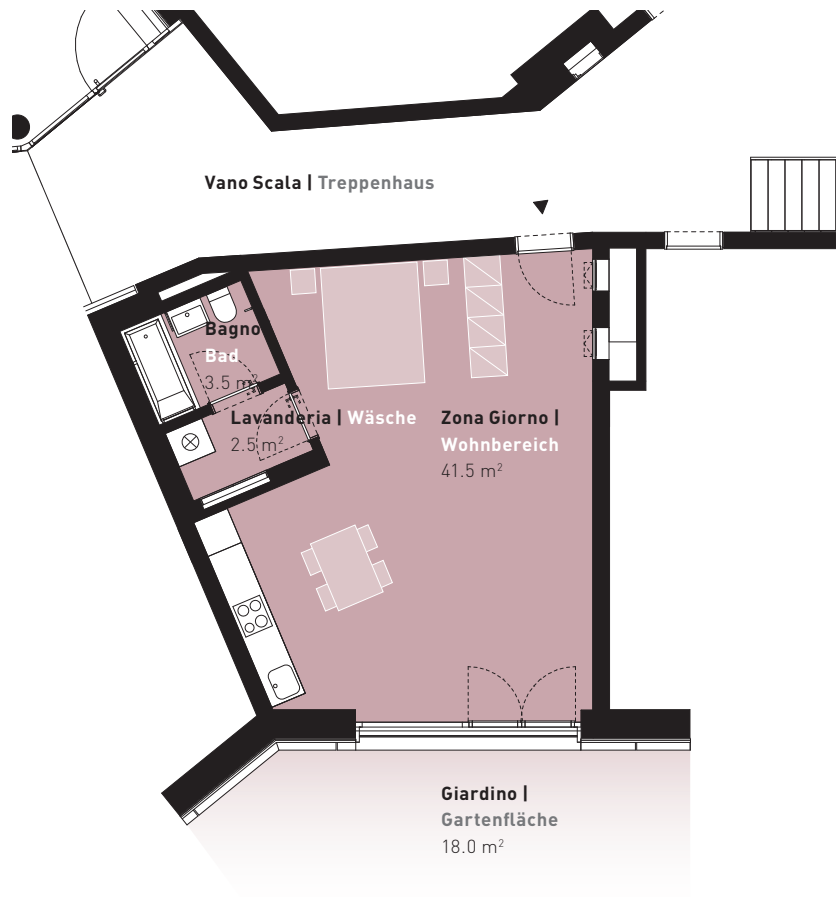 Vano Scala | Treppenhaus
Bagno
Bad
3.5 m²
Lavanderia | Wäsche
2.5 m²
Zona Giorno |
Wohnbereich
41.5 m²
Giardino |
Gartenfläche
18.0 m²